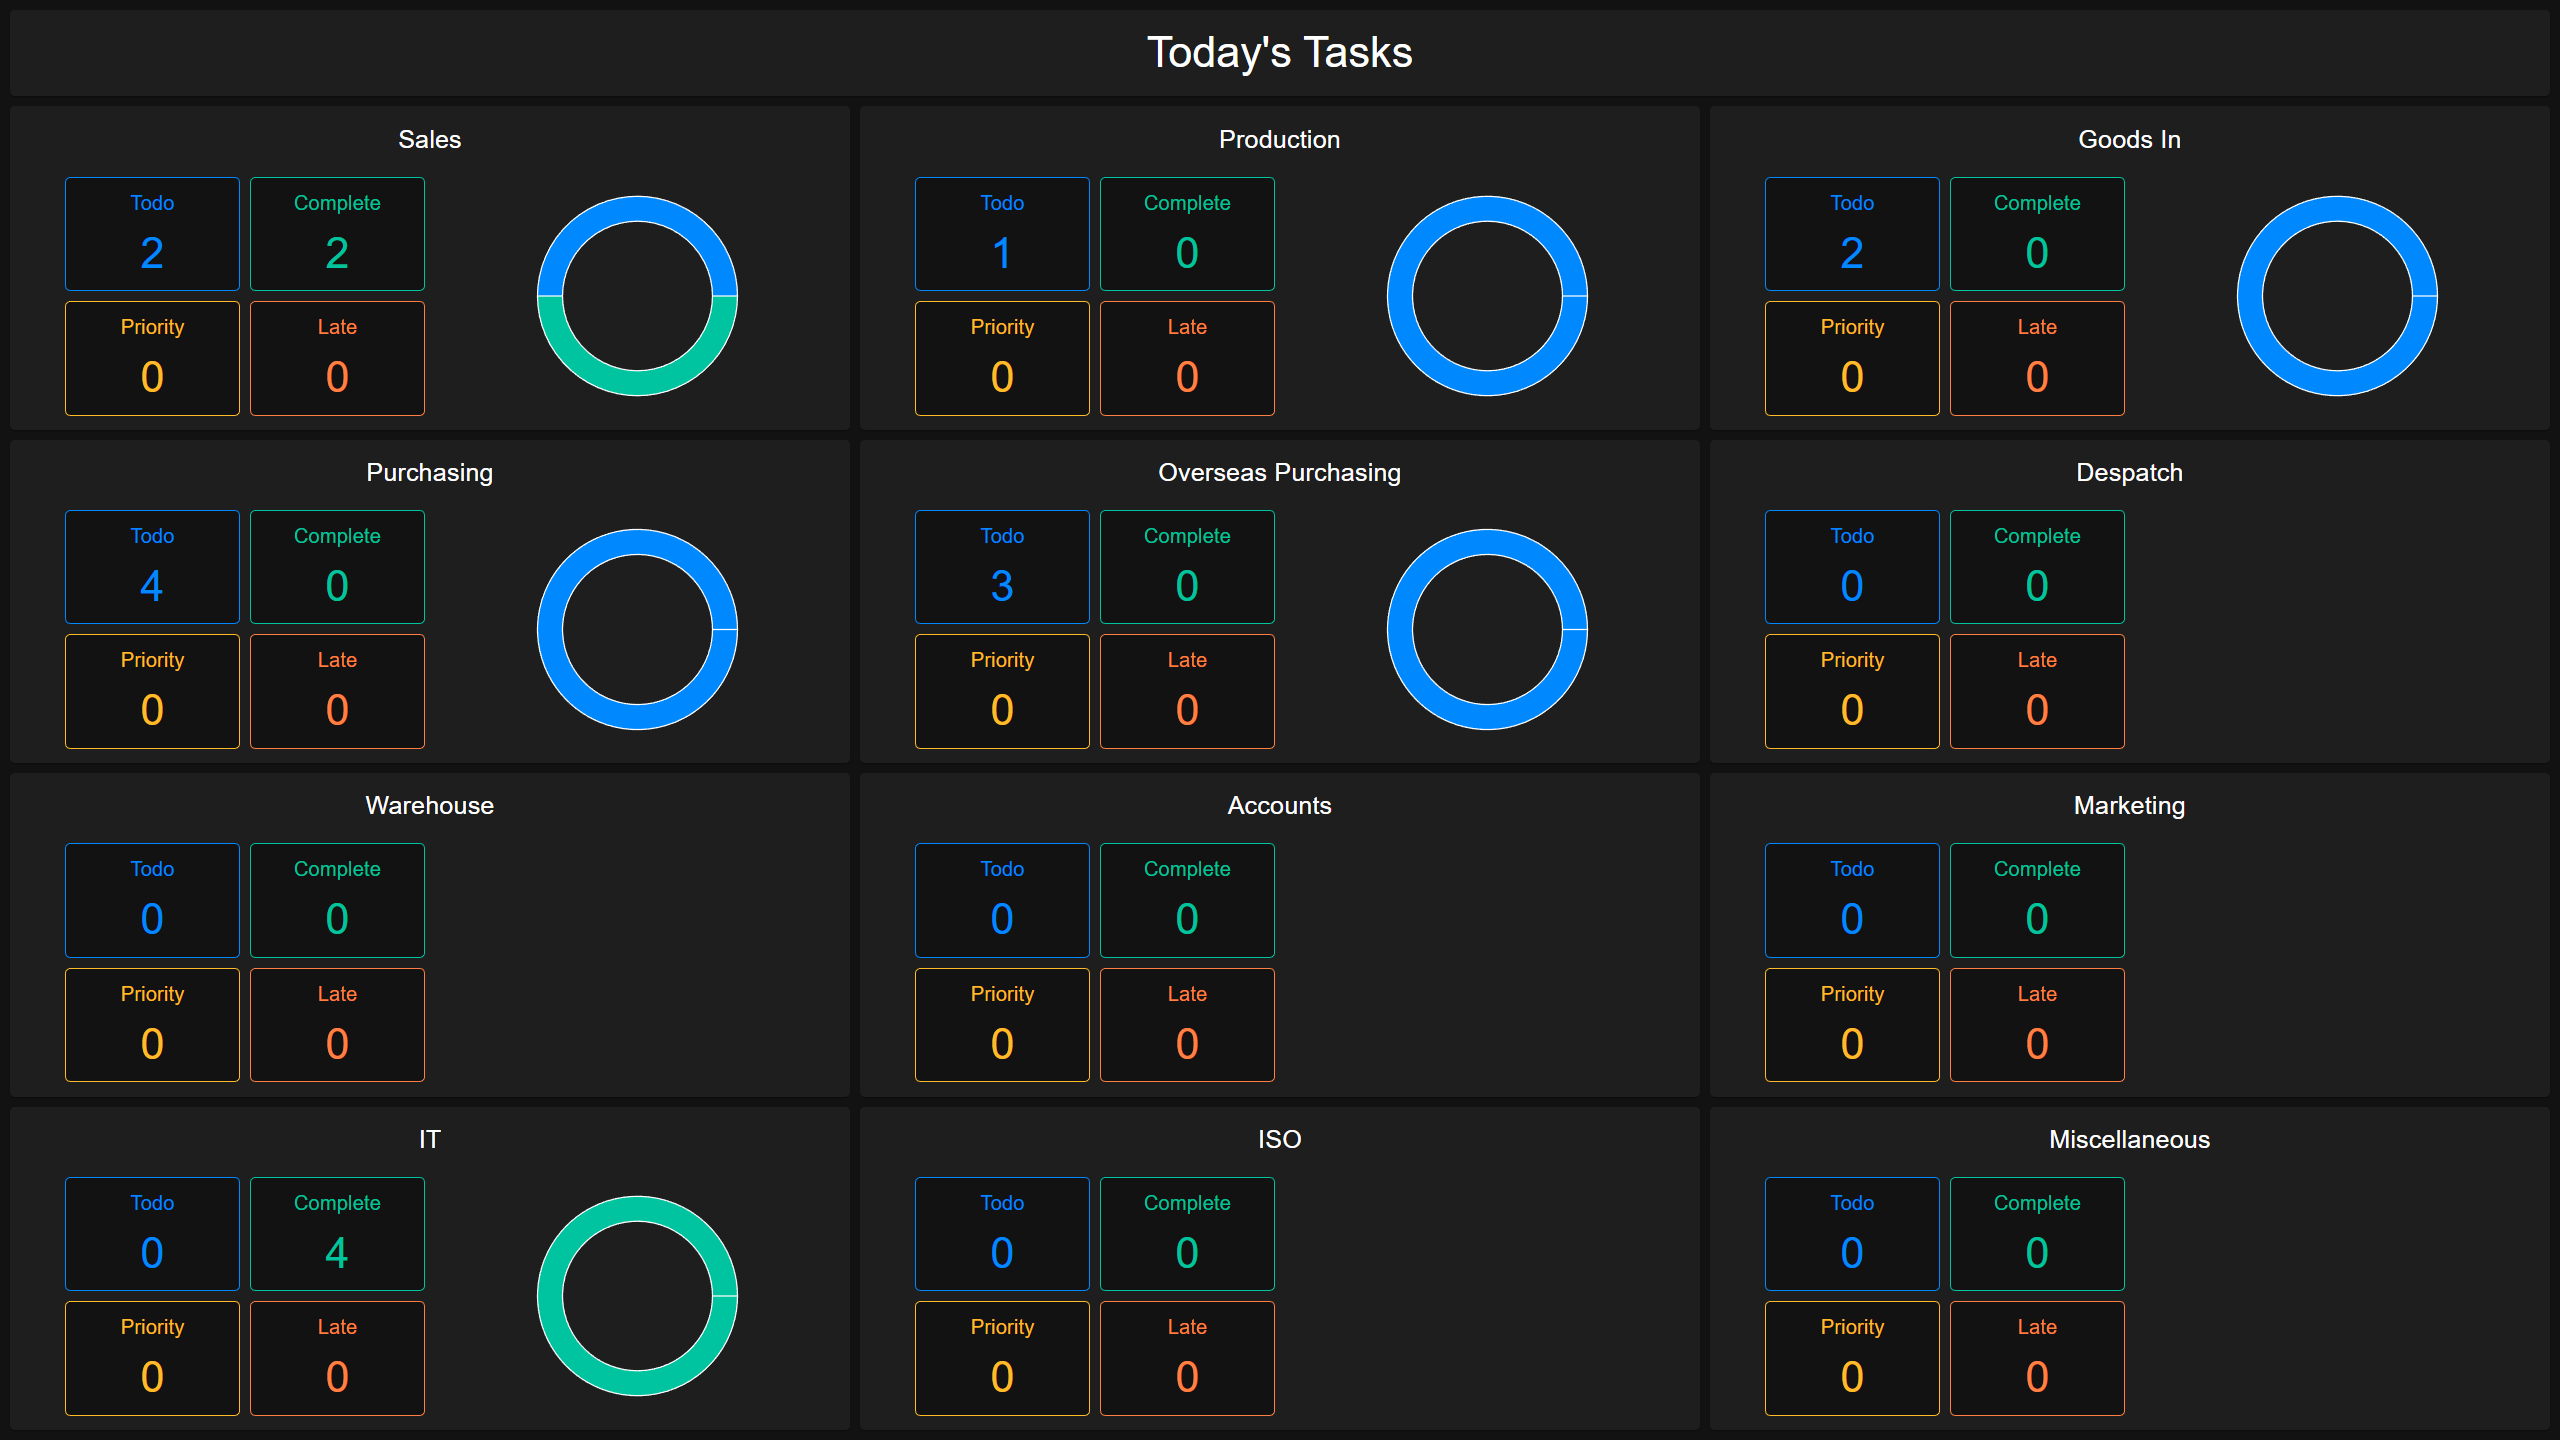 Today's Tasks
Sales
Todo Complete
2 2
Priority Late
0 0
Production
Todo Complete
1 0
Priority Late
0 0
Goods In
Todo Complete
2 0
Priority Late
0 0
Purchasing
Todo Complete
4 0
Priority Late
0 0
Overseas Purchasing
Todo Complete
3 0
Priority Late
0 0
Despatch
Todo Complete
0 0
Priority Late
0 0
Warehouse
Todo Complete
0 0
Priority Late
0 0
Accounts
Todo Complete
0 0
Priority Late
0 0
Marketing
Todo Complete
0 0
Priority Late
0 0
IT
Todo Complete
0 4
Priority Late
0 0
ISO
Todo Complete
0 0
Priority Late
0 0
Miscellaneous
Todo Complete
0 0
Priority Late
0 0